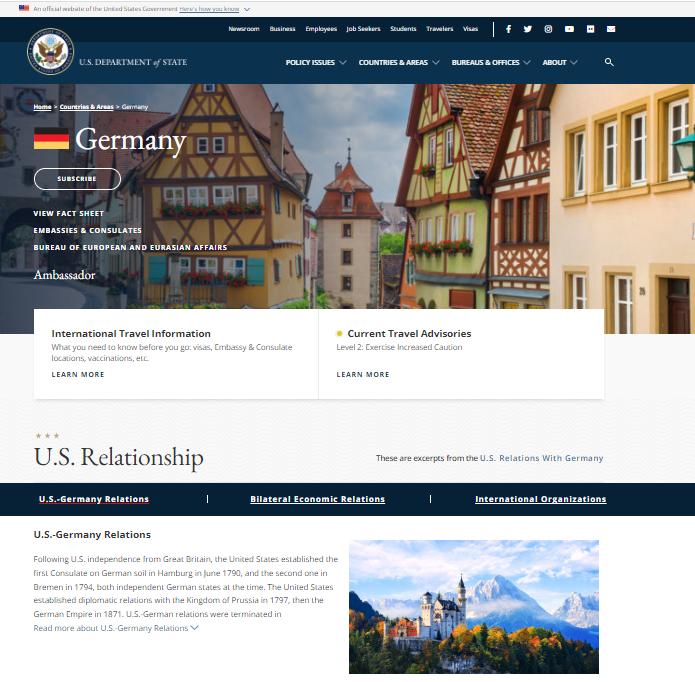 An official website of the United States Government Here's how you know
Newsroom Business Employees Job Seekers Students Travelers Visas
U.S. DEPARTMENT of STATE
POLICY ISSUES COUNTRIES & AREAS BUREAUS & OFFICES ABOUT
Home > Countries & Areas > Germany
Germany
SUBSCRIBE
VIEW FACT SHEET
EMBASSIES & CONSULATES
BUREAU OF EUROPEAN AND EURASIAN AFFAIRS
Ambassador
International Travel Information
What you need to know before you go: visas, Embassy & Consulate
locations, vaccinations, etc.
LEARN MORE
Current Travel Advisories
Level 2: Exercise Increased Caution
LEARN MORE
U.S. Relationship
These are excerpts from the U.S. Relations With Germany
U.S.-Germany Relations | Bilateral Economic Relations | International Organizations
U.S.-Germany Relations
Following U.S. independence from Great Britain, the United States established the
first Consulate on German soil in Hamburg in June 1790, and the second one in
Bremen in 1794, both independent German states at the time. The United States
established diplomatic relations with the Kingdom of Prussia in 1797, then the
German Empire in 1871. U.S.-German relations were terminated in
Read more about U.S.-Germany Relations